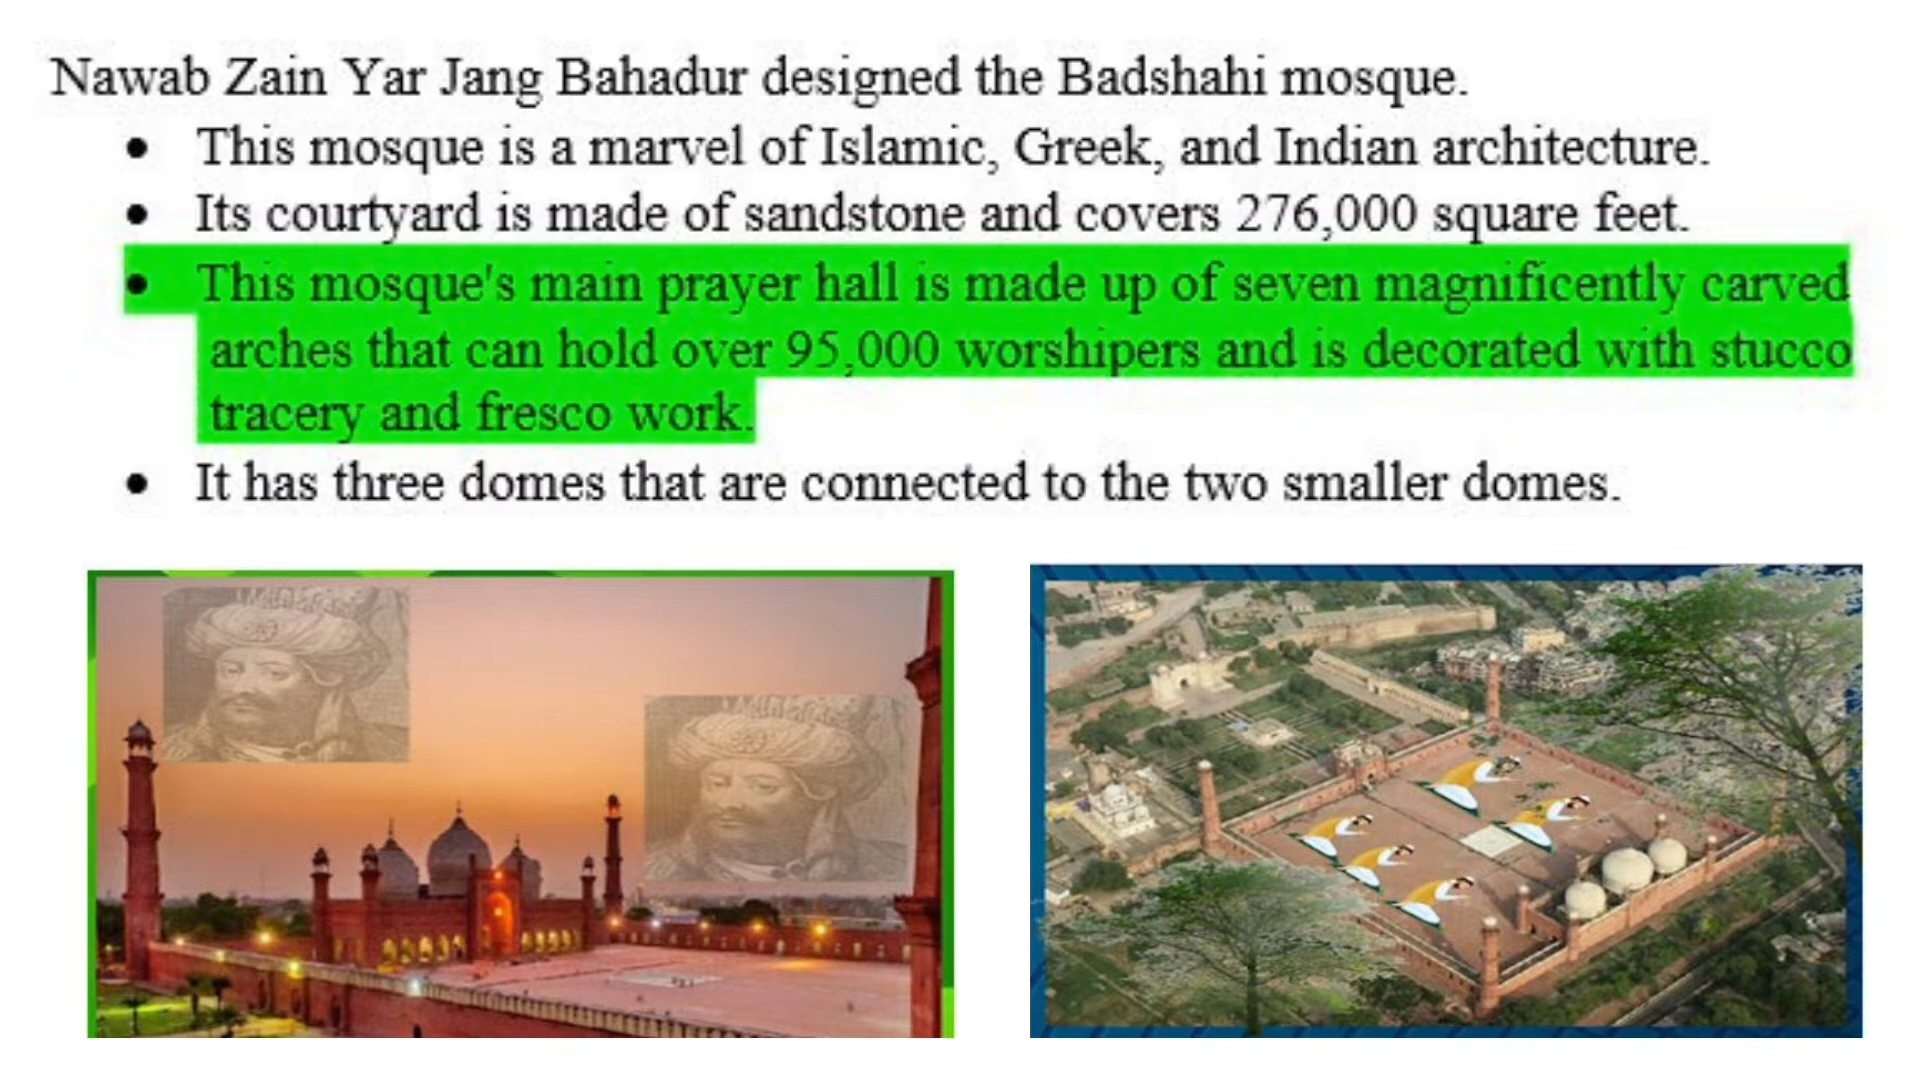 Nawab Zain Yar Jang Bahadur designed the Badshahi mosque.
• This mosque is a marvel of Islamic, Greek, and Indian architecture.
• Its courtyard is made of sandstone and covers 276,000 square feet.
• This mosque's main prayer hall is made up of seven magnificently carved
arches that can hold over 95,000 worshipers and is decorated with stucco
tracery and fresco work.
• It has three domes that are connected to the two smaller domes.